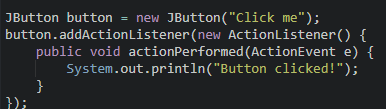 JButton button = new JButton("Click me");
button.addActionListener(new ActionListener() {
    public void actionPerformed(ActionEvent e) {
        System.out.println("Button clicked!");
    }
});